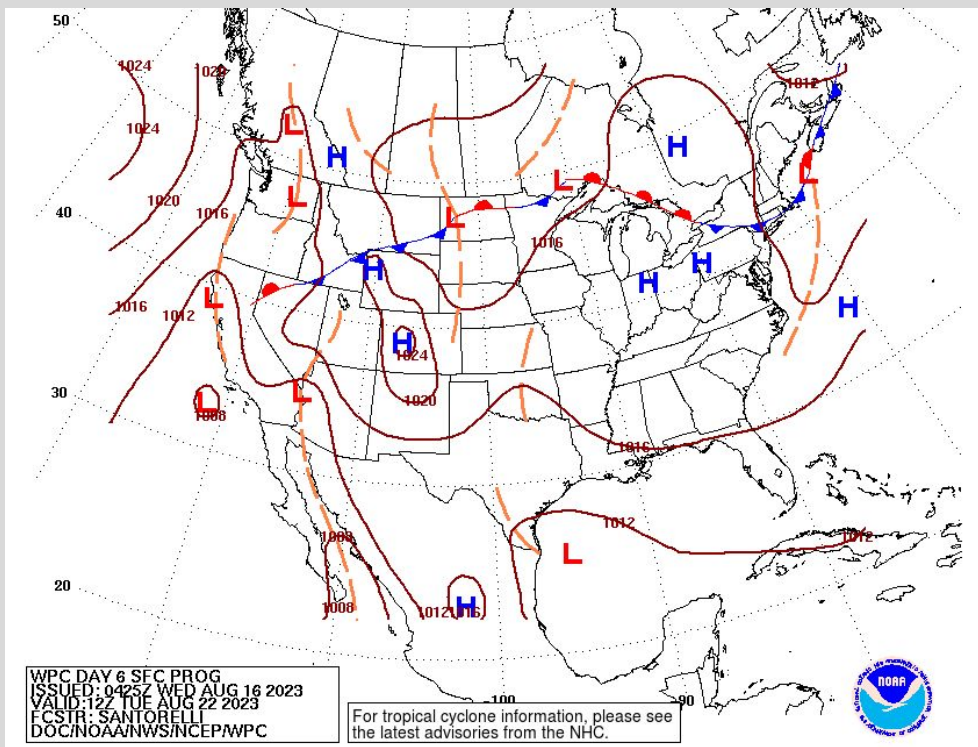 50
1024
1020
1012
1024
H
L
H
L
L
1020
40
1016
L
L
1016
H
H
H
1016
1012
L
H
H
1024
30
L
L
1020
1008
1016
1012
L
1012
20
1008
H
1012
1016
WPC DAY 6 SFC PROG
ISSUED: 0425Z WED AUG 16 2023
VALID:12Z TUE AUG 22 2023
FCSTR: SANTORELLI
DOC/NOAA/NWS/NCEP/WPC
-100
-90
For tropical cyclone information, please see
the latest advisories from the NHC.
NOAA